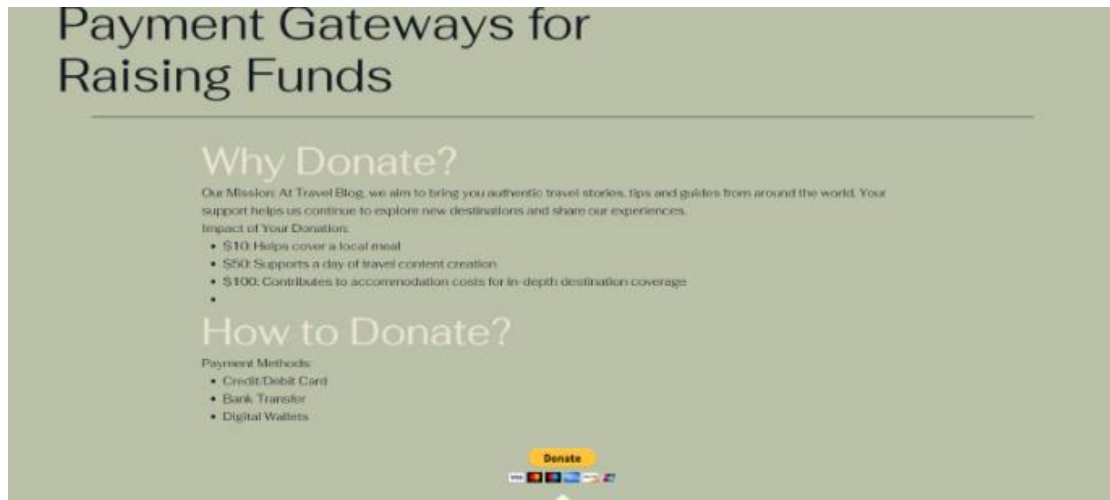 Payment Gateways for
Raising Funds
Why Donate?
Our Mission: At Travel Blog, we aim to bring you authentic travel stories, tips and guides from around the world. Your
support helps us continue to explore new destinations and share our experiences.
Impact of Your Donation:
• $10: Helps cover a local meal
• $50: Supports a day of travel content creation
• $100: Contributes to accommodation costs for in-depth destination coverage
•
How to Donate?
Payment Methods:
• Credit/Debit Card
• Bank Transfer
• Digital Wallets
Donate
VISA